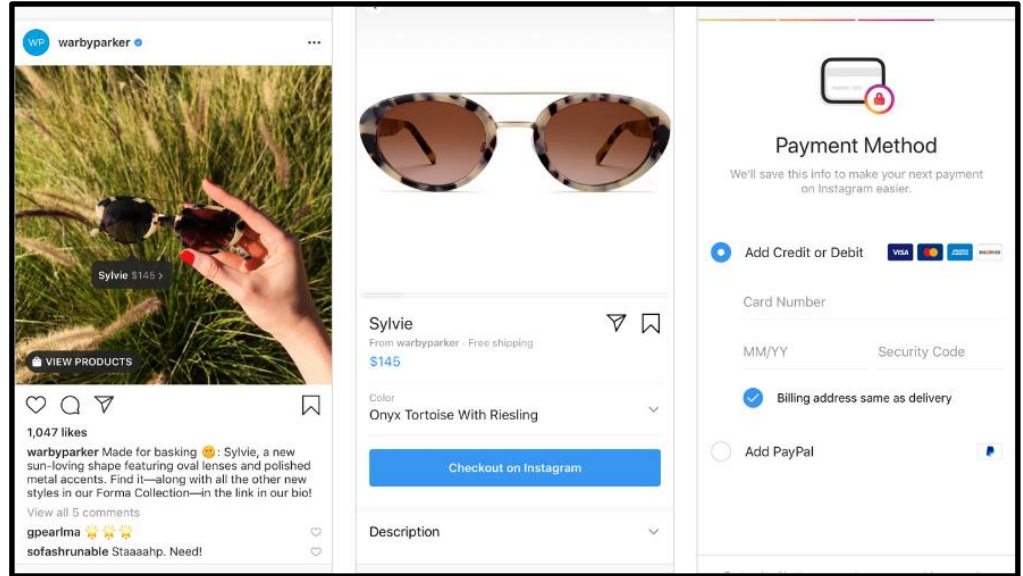 WP warbyparker
Sylvie $145 >
VIEW PRODUCTS
1,047 likes
warbyparker Made for basking 🌞: Sylvie, a new
sun-loving shape featuring oval lenses and polished
metal accents. Find it—along with all the other new
styles in our Forma Collection—in the link in our bio!
View all 5 comments
gpearlma 🌟🌟🌟
sofashrunable Staaaahp. Need!
Sylvie
From warbyparker · Free shipping
$145
Color
Onyx Tortoise With Riesling
Checkout on Instagram
Description
Payment Method
We'll save this info to make your next payment
on Instagram easier.
Add Credit or Debit VISA DISCOVER
Card Number
MM/YY Security Code
Billing address same as delivery
Add PayPal